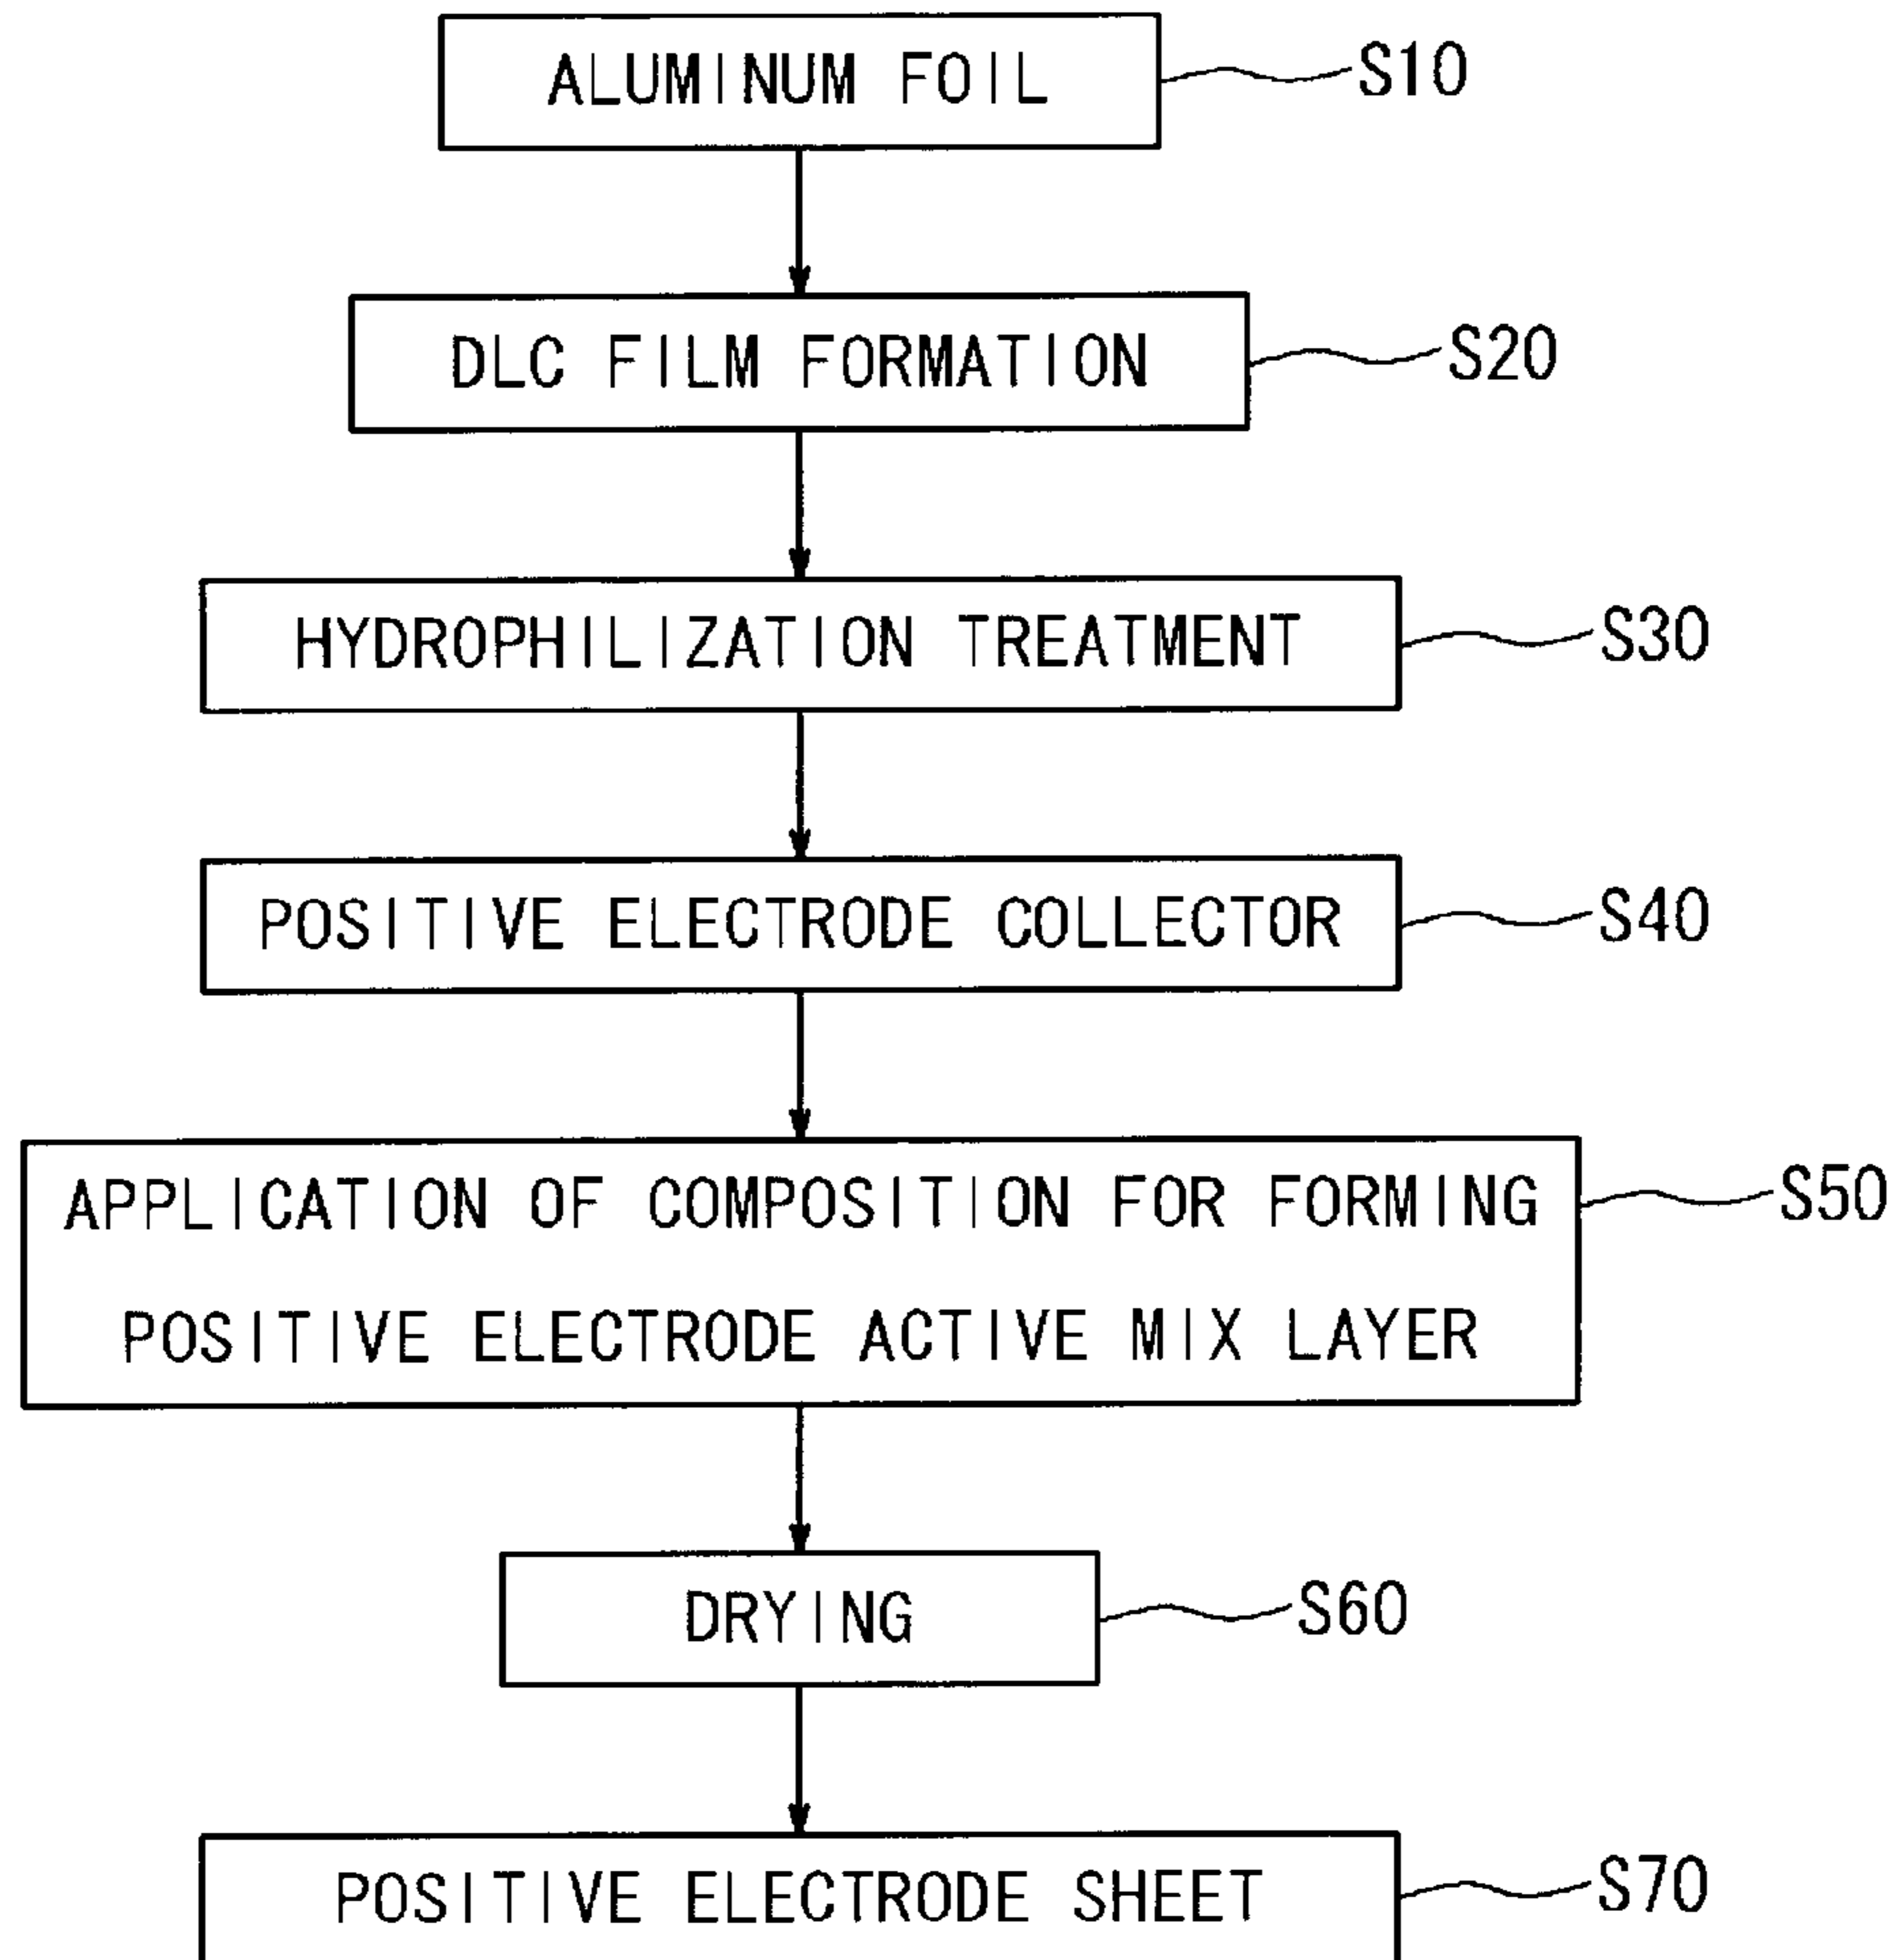 ALUMINUM FOIL S10
DLC FILM FORMATION S20
HYDROPHILIZATION TREATMENT S30
POSITIVE ELECTRODE COLLECTOR S40
APPLICATION OF COMPOSITION FOR FORMING S50
POSITIVE ELECTRODE ACTIVE MIX LAYER
DRYING S60
POSITIVE ELECTRODE SHEET S70